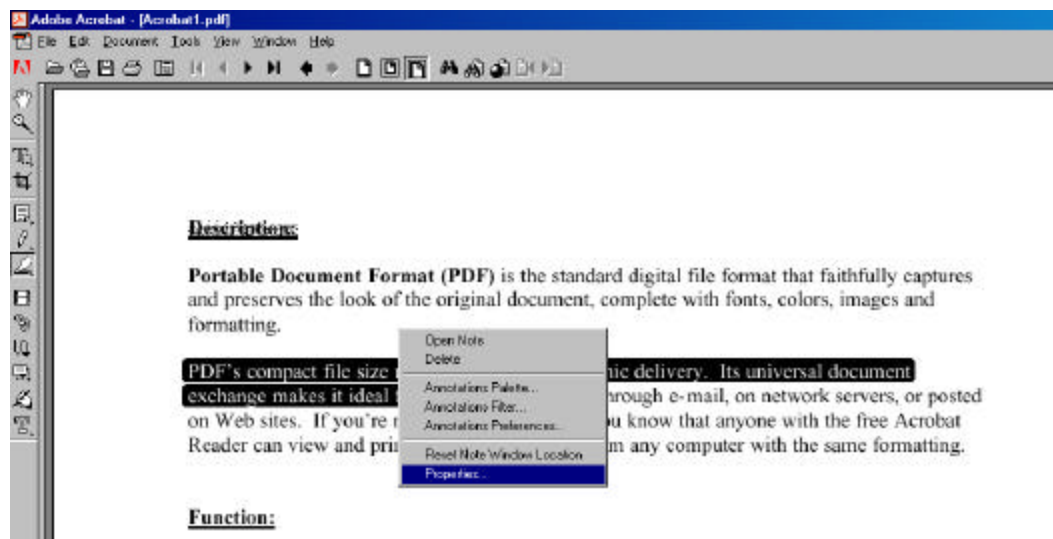 Adobe Acrobat - [Acrobat1.pdf]
File Edit Document Tools View Window Help
Description:
Portable Document Format (PDF) is the standard digital file format that faithfully captures
and preserves the look of the original document, complete with fonts, colors, images and
formatting.
Open Note
Delete
Annotations Palette...
Annotations Filter...
Annotations Preferences...
Reset Note Window Location
Properties...
PDF's compact file size delivery. Its universal document
exchange makes it ideal through e-mail, on network servers, or posted
on Web sites. If you're know that anyone with the free Acrobat
Reader can view and any computer with the same formatting.
Function: